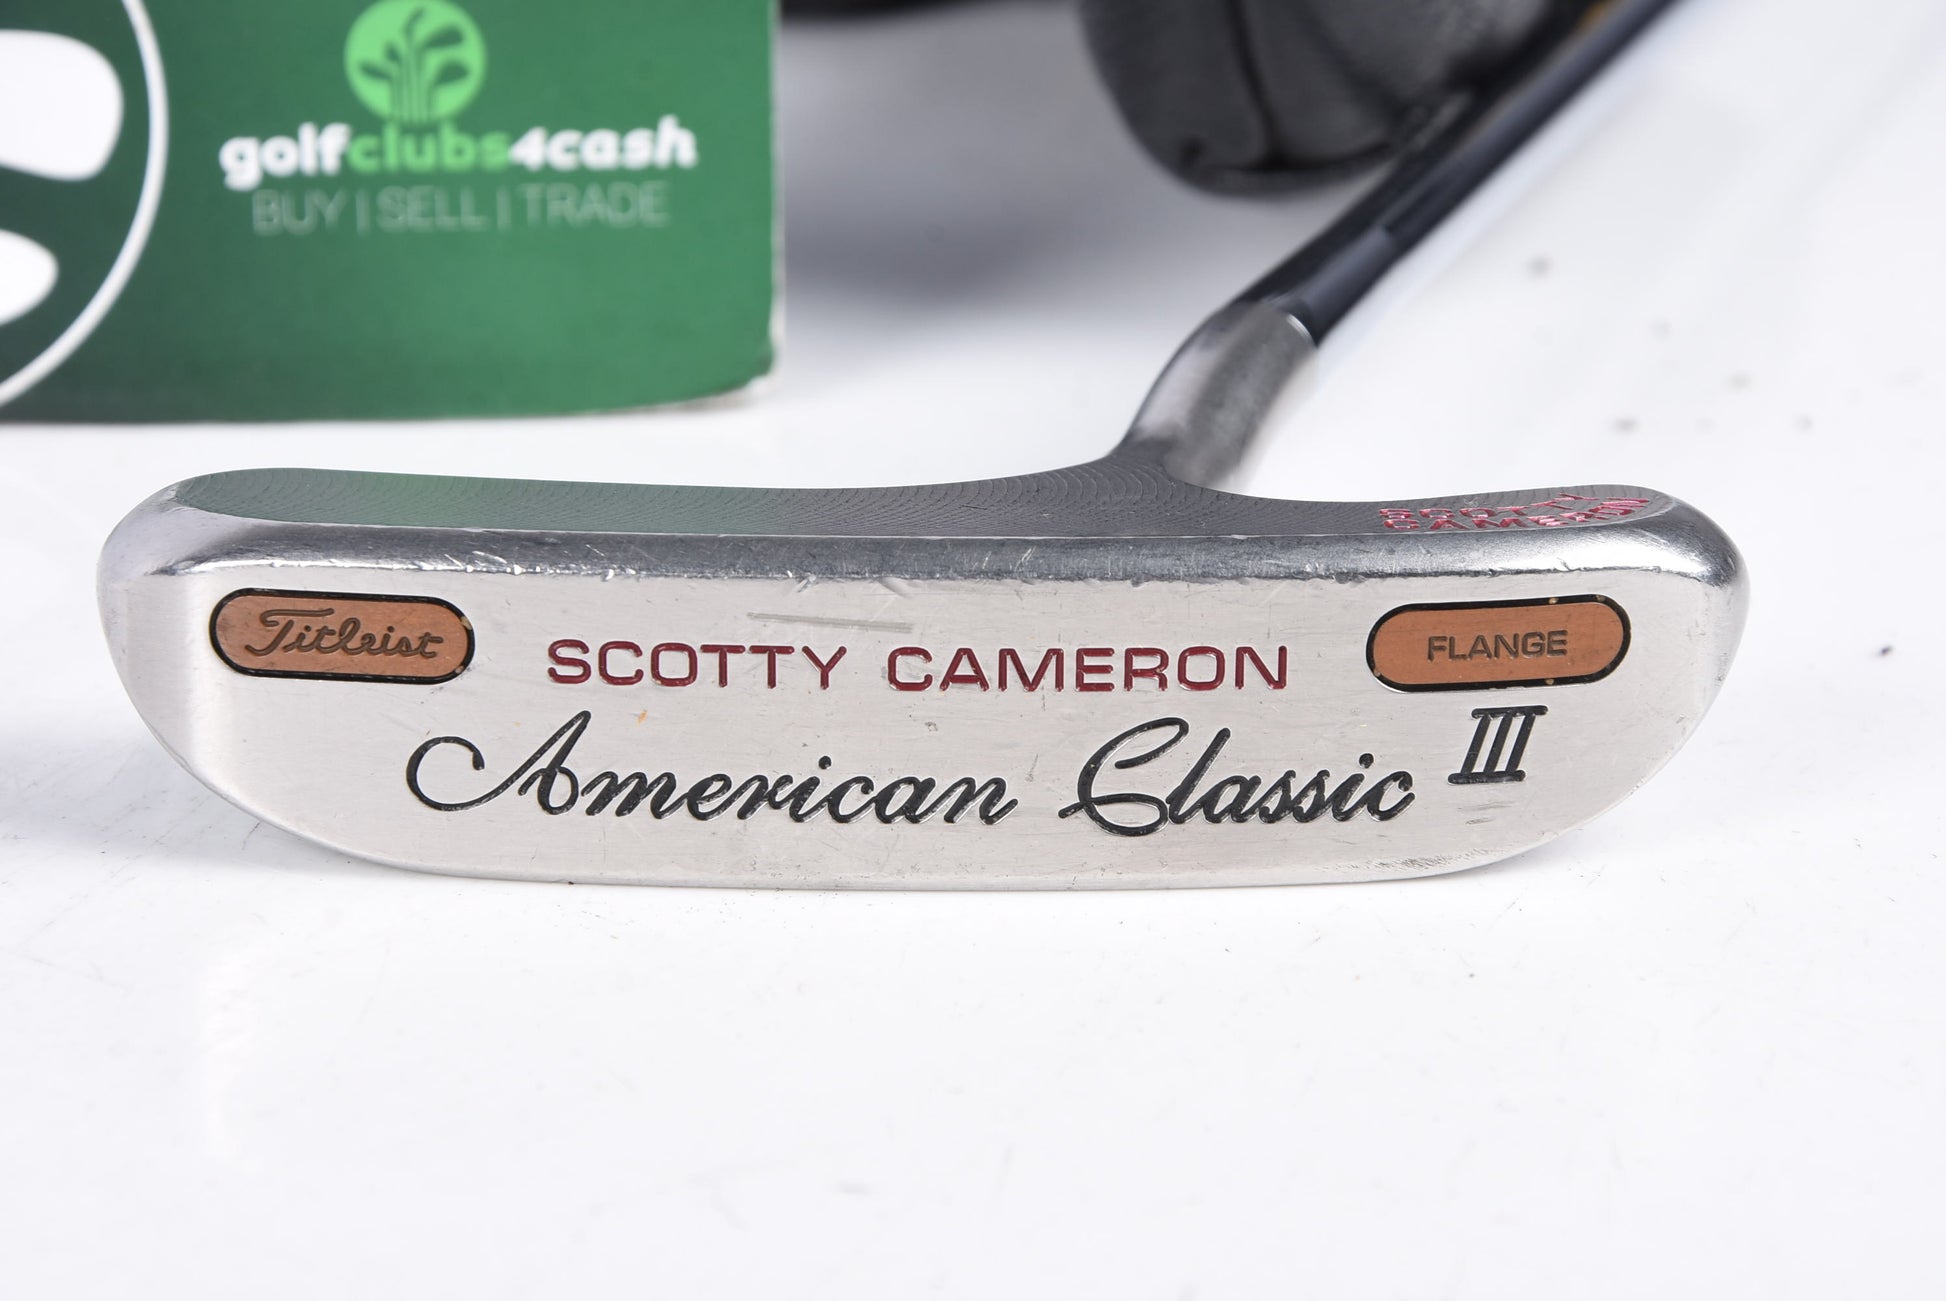 golfclubs4cash
BUY | SELL | TRADE
SCOTTY
CAMERON
Titleist
SCOTTY CAMERON
FLANGE
American Classic III